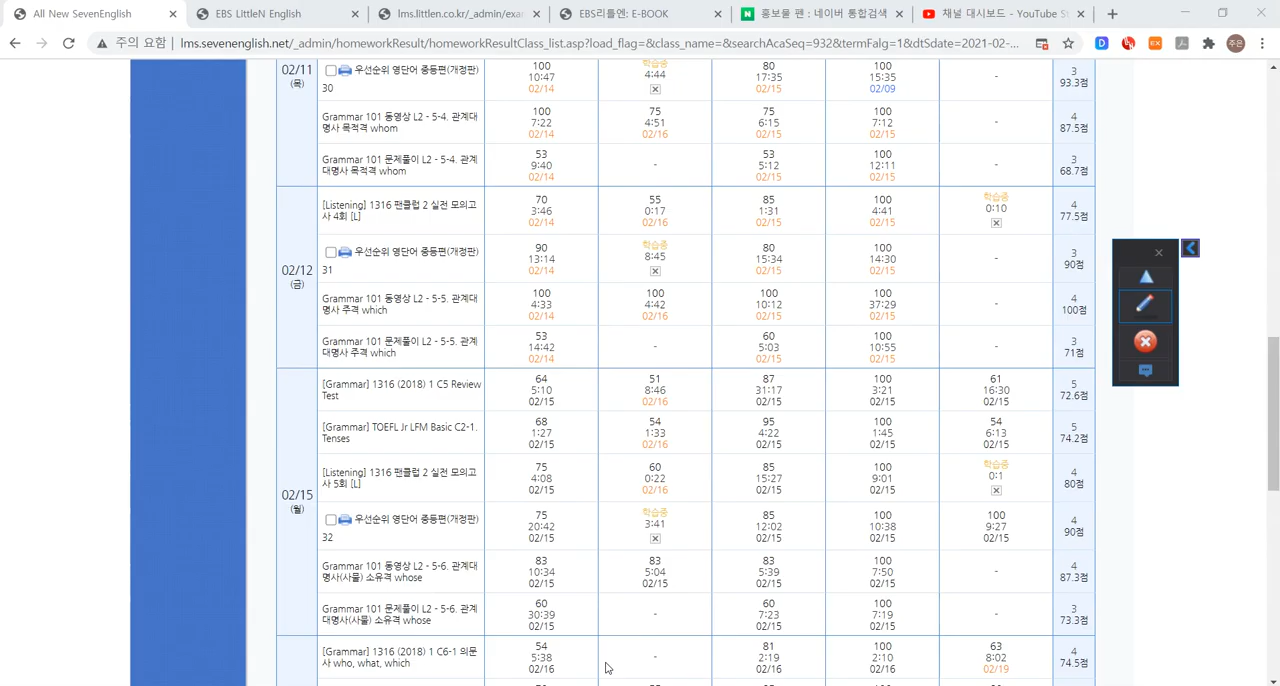 All New SevenEnglish
EBS LittleN English
lms.littlen.co.kr/_admin/exar
EBS리틀엔: E-BOOK
홍보물 펜 : 네이버 통합검색
채널 대시보드 - YouTube S
주의 요함 | lms.sevenenglish.net/_admin/homeworkResult/homeworkResultClass_list.asp?load_flag=&class_name=&searchAcaSeq=932&termFalg=1&dtSdate=2021-02-...
D EX 주은
02/11 (목)
우선순위 영단어 중등편(개정판) 30
100 학습중 80 100 - 3
10:47 4:44 17:35 15:35 93.3점
02/14 02/15 02/09
Grammar 101 동영상 L2 - 5-4. 관계대명사 목적격 whom
100 75 75 100 - 4
7:22 4:51 6:15 7:12 87.5점
02/14 02/16 02/15 02/15
Grammar 101 문제풀이 L2 - 5-4. 관계대명사 목적격 whom
53 - 53 100 - 3
9:40 5:12 12:11 68.7점
02/14 02/15 02/15
02/12 (금)
[Listening] 1316 팬클럽 2 실전 모의고사 4회 [L]
70 55 85 100 학습중 4
3:46 0:17 1:31 4:41 0:10 77.5점
02/14 02/16 02/15 02/15
우선순위 영단어 중등편(개정판) 31
90 학습중 80 100 - 3
13:14 8:45 15:34 14:30 90점
02/14 02/15 02/15
Grammar 101 동영상 L2 - 5-5. 관계대명사 주격 which
100 100 100 100 - 4
4:33 4:42 10:12 37:29 100점
02/14 02/16 02/15 02/15
Grammar 101 문제풀이 L2 - 5-5. 관계대명사 주격 which
53 - 60 100 - 3
14:42 5:03 10:55 71점
02/14 02/15 02/15
02/15 (월)
[Grammar] 1316 (2018) 1 C5 Review Test
64 51 87 100 61 5
5:10 8:46 31:17 3:21 16:30 72.6점
02/15 02/16 02/15 02/15 02/15
[Grammar] TOEFL Jr LFM Basic C2-1. Tenses
68 54 95 100 54 5
1:27 1:33 4:22 1:45 6:13 74.2점
02/15 02/16 02/15 02/15 02/15
[Listening] 1316 팬클럽 2 실전 모의고사 5회 [L]
75 60 85 100 학습중 4
4:08 0:22 15:27 9:01 0:1 80점
02/15 02/16 02/15 02/15
우선순위 영단어 중등편(개정판) 32
75 학습중 85 100 100 4
20:42 3:41 12:02 10:38 9:27 90점
02/15 02/15 02/15 02/15
Grammar 101 동영상 L2 - 5-6. 관계대명사(사물) 소유격 whose
83 83 83 100 - 4
10:34 5:04 5:39 7:50 87.3점
02/15 02/15 02/15 02/15
Grammar 101 문제풀이 L2 - 5-6. 관계대명사(사물) 소유격 whose
60 - 60 100 - 3
30:39 7:23 7:19 73.3점
02/15 02/15 02/15
[Grammar] 1316 (2018) 1 C6-1 의문사 who, what, which
54 - 81 100 63 4
5:38 2:19 2:10 8:02 74.5점
02/16 02/16 02/16 02/19